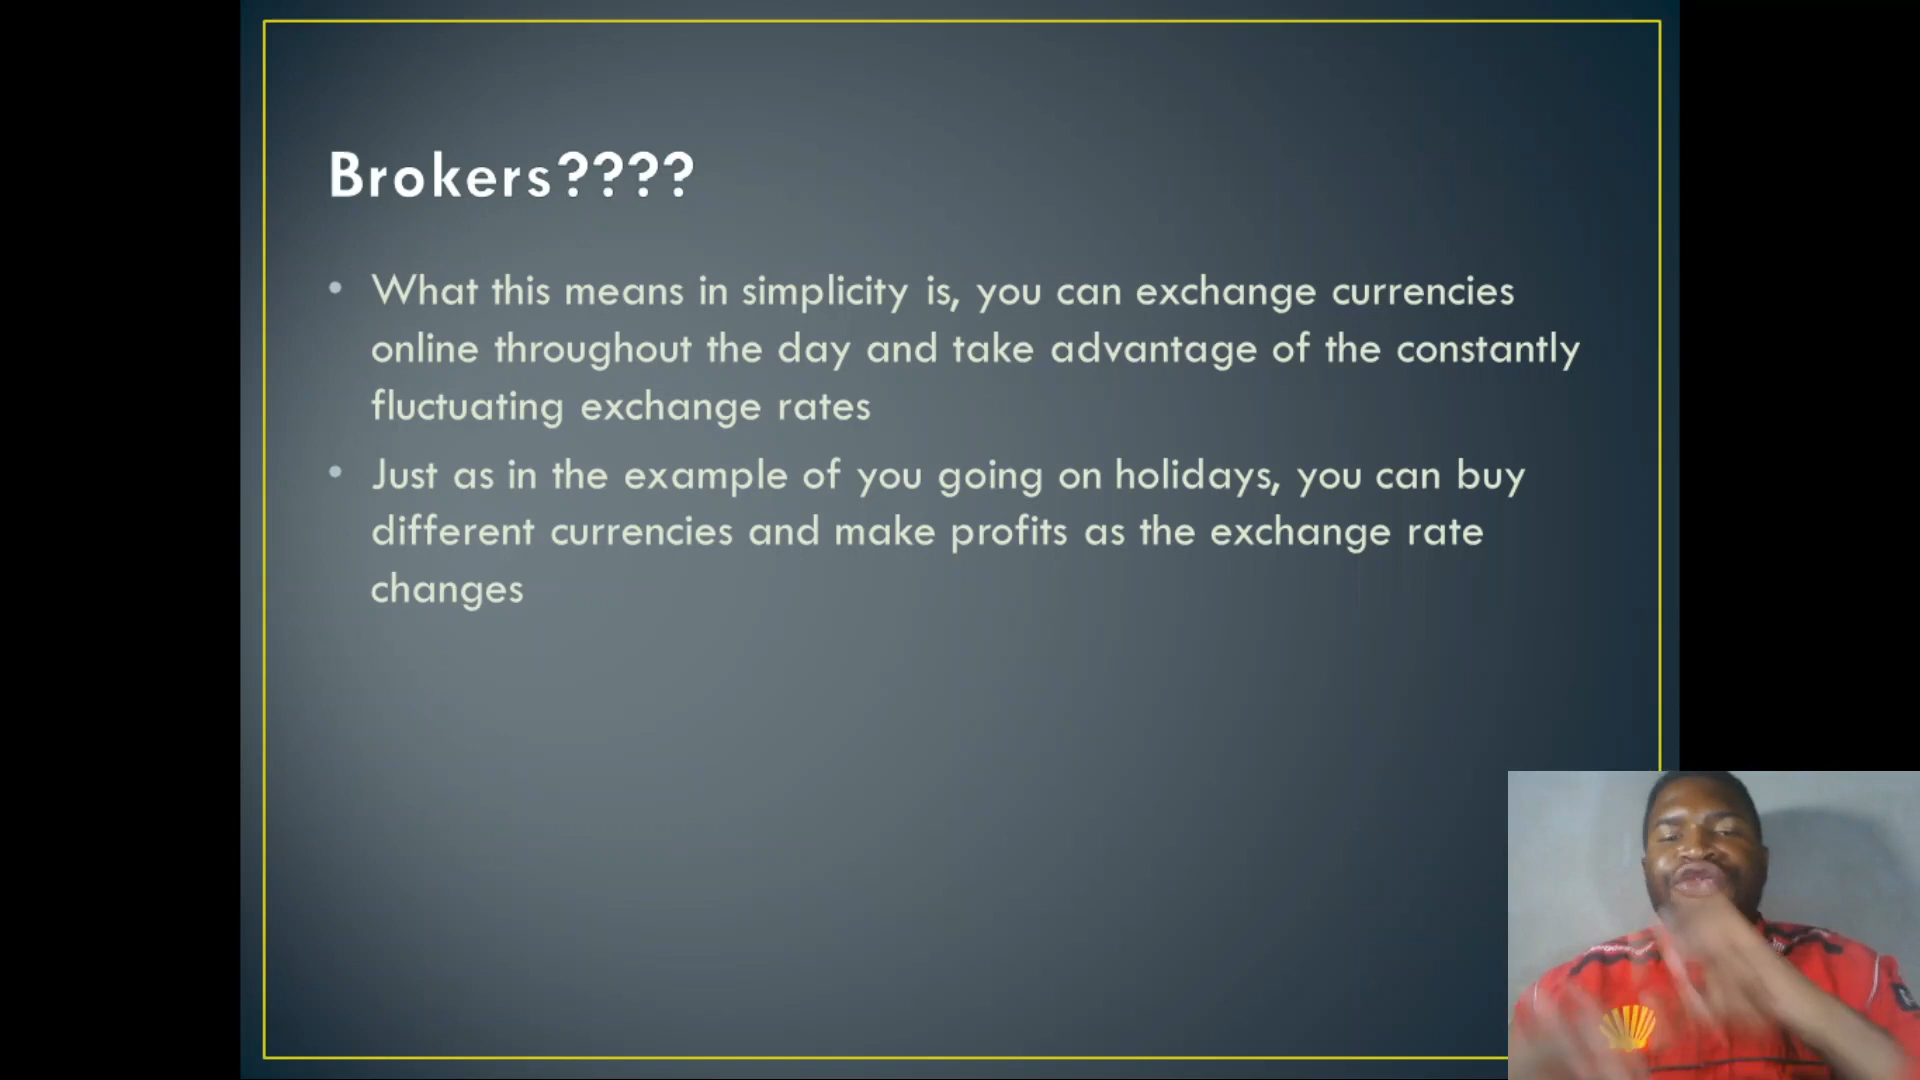 Brokers????
• What this means in simplicity is, you can exchange currencies
online throughout the day and take advantage of the constantly
fluctuating exchange rates
• Just as in the example of you going on holidays, you can buy
different currencies and make profits as the exchange rate
changes